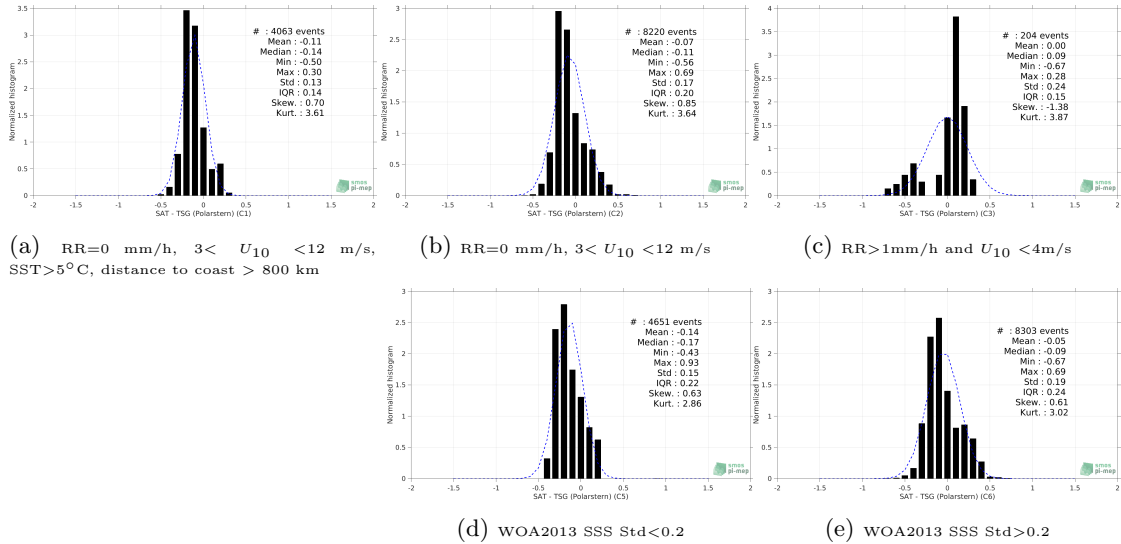 3.5
3
2.5
2
1.5
1
0.5
0
-2 -1.5 -1 -0.5 0 0.5 1 1.5 2
Normalized histogram
SAT - TSG (Polarstern) (C1)
# : 4063 events
Mean : -0.11
Median : -0.14
Min : -0.50
Max : 0.30
Std : 0.13
IQR : 0.14
Skew. : 0.70
Kurt. : 3.61
smos
pi-mep
(a) RR=0 mm/h, 3< U10 <12 m/s,
SST>5°C, distance to coast > 800 km
3
2.5
2
1.5
1
0.5
0
-2 -1.5 -1 -0.5 0 0.5 1 1.5 2
Normalized histogram
SAT - TSG (Polarstern) (C2)
# : 8220 events
Mean : -0.07
Median : -0.11
Min : -0.56
Max : 0.69
Std : 0.17
IQR : 0.20
Skew. : 0.85
Kurt. : 3.64
smos
pi-mep
(b) RR=0 mm/h, 3< U10 <12 m/s
4
3.5
3
2.5
2
1.5
1
0.5
0
-2 -1.5 -1 -0.5 0 0.5 1 1.5 2
Normalized histogram
SAT - TSG (Polarstern) (C3)
# : 204 events
Mean : 0.00
Median : 0.09
Min : -0.67
Max : 0.28
Std : 0.24
IQR : 0.15
Skew. : -1.38
Kurt. : 3.87
smos
pi-mep
(c) RR>1mm/h and U10 <4m/s
3
2.5
2
1.5
1
0.5
0
-2 -1.5 -1 -0.5 0 0.5 1 1.5 2
Normalized histogram
SAT - TSG (Polarstern) (C5)
# : 4651 events
Mean : -0.14
Median : -0.17
Min : -0.43
Max : 0.93
Std : 0.15
IQR : 0.22
Skew. : 0.63
Kurt. : 2.86
smos
pi-mep
(d) WOA2013 SSS Std<0.2
3
2.5
2
1.5
1
0.5
0
-2 -1.5 -1 -0.5 0 0.5 1 1.5 2
Normalized histogram
SAT - TSG (Polarstern) (C6)
# : 8303 events
Mean : -0.05
Median : -0.09
Min : -0.67
Max : 0.69
Std : 0.19
IQR : 0.24
Skew. : 0.61
Kurt. : 3.02
smos
pi-mep
(e) WOA2013 SSS Std>0.2